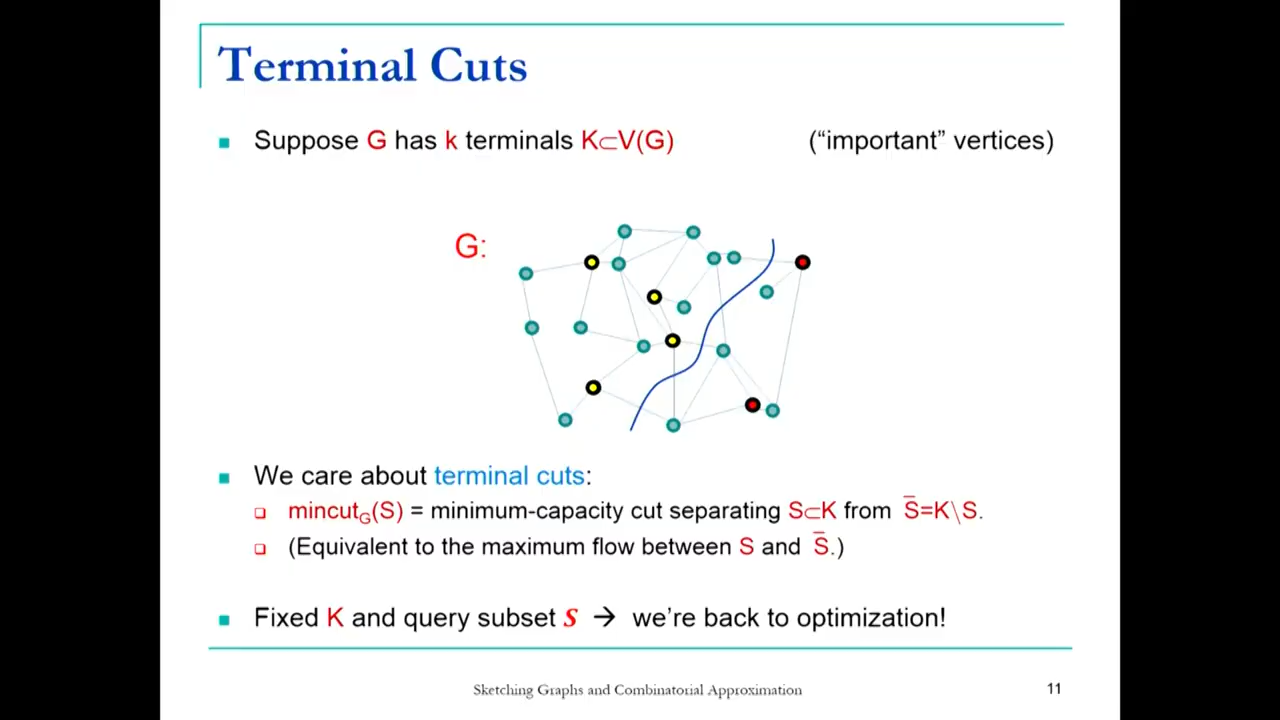 Terminal Cuts
Suppose G has k terminals K⊂V(G) ("important" vertices)
G:
We care about terminal cuts:
mincut_G(S) = minimum-capacity cut separating S⊂K from S̅=K\S.
(Equivalent to the maximum flow between S and S̅.)
Fixed K and query subset S → we're back to optimization!
Sketching Graphs and Combinatorial Approximation 11